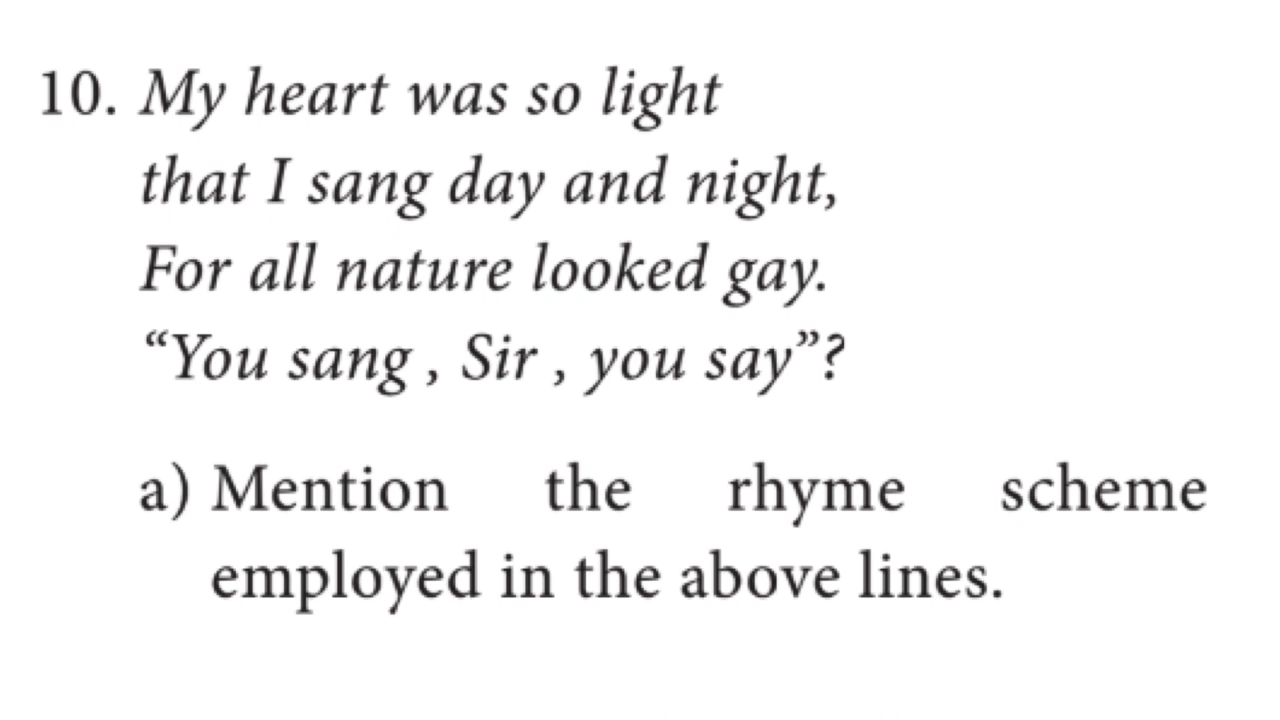 10. My heart was so light
that I sang day and night,
For all nature looked gay.
“You sang , Sir , you say”?
a) Mention the rhyme scheme
employed in the above lines.